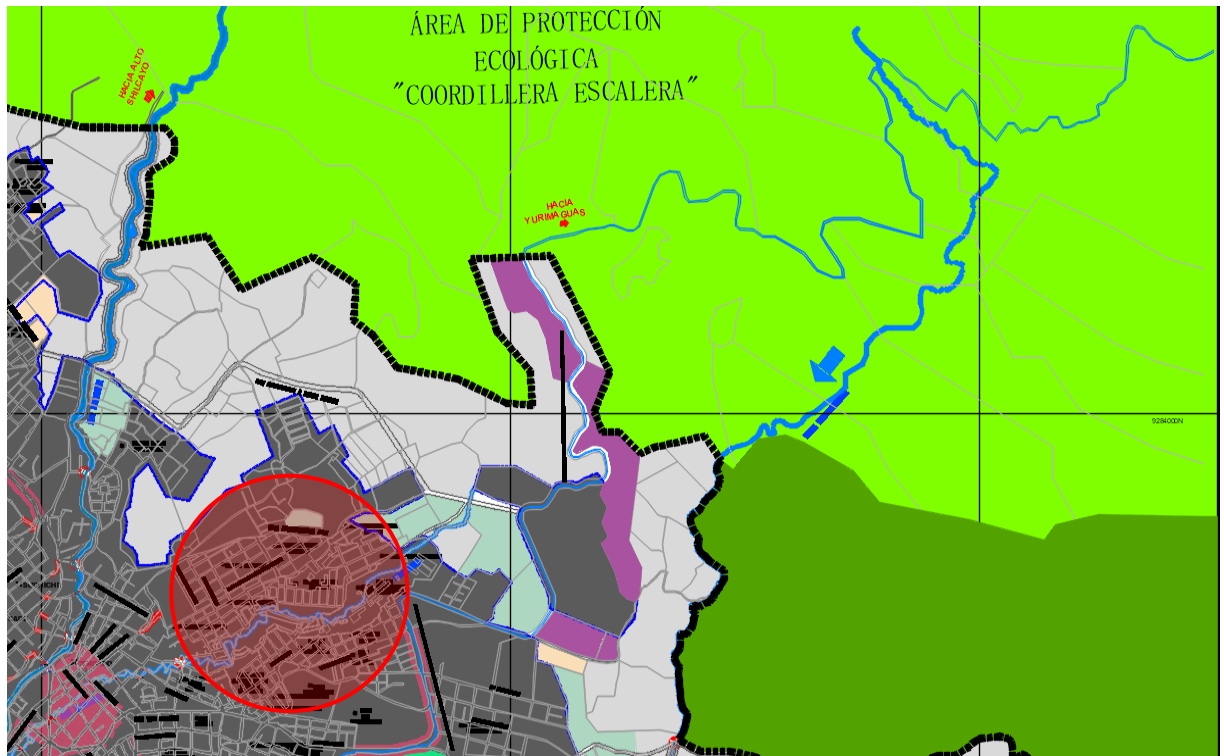 ÁREA DE PROTECCIÓN
ECOLÓGICA
"COORDILLERA ESCALERA"
HACIA ALTO
SHILCAYO
HACIA
YURIMAGUAS
9284000N